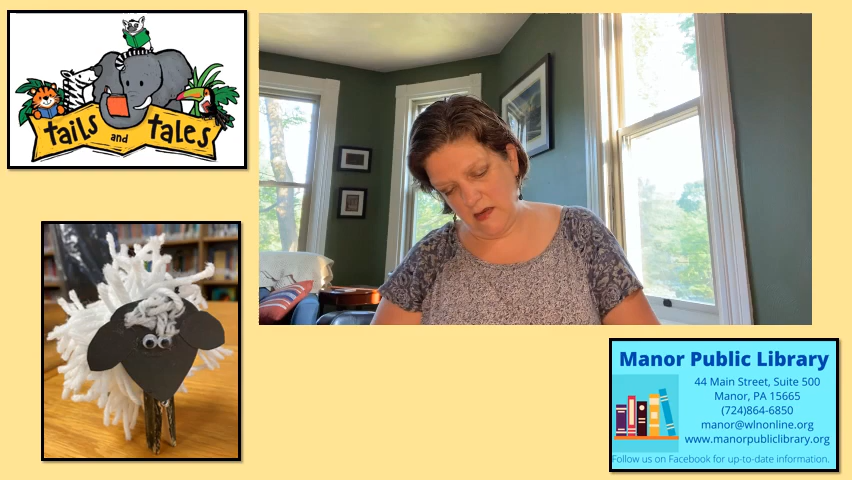 tails and tales
Manor Public Library
44 Main Street, Suite 500
Manor, PA 15665
(724)864-6850
manor@wlnonline.org
www.manorpubliclibrary.org
Follow us on Facebook for up-to-date information.